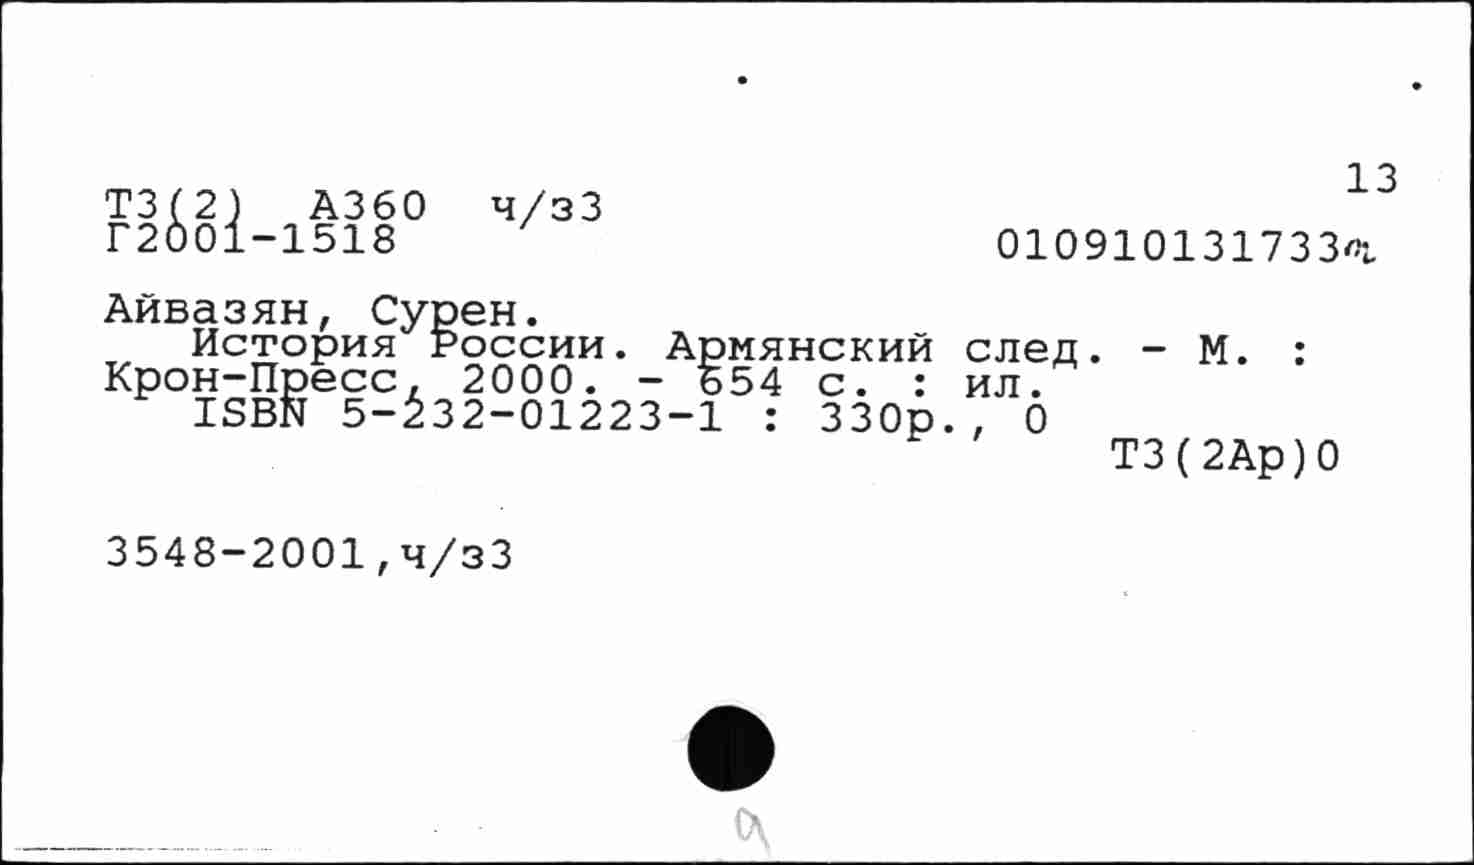 13
Т3(2) А360 ч/з3
Г2001-1518
010910131733
Айвазян, Сурен.
История России. Армянский след. - М. :
Крон-Пресс, 2000. - 654 с. : ил.
ISBN 5-232-01223-1 : 330р., 0
Т3(2Ар)0
3548-2001,ч/з3